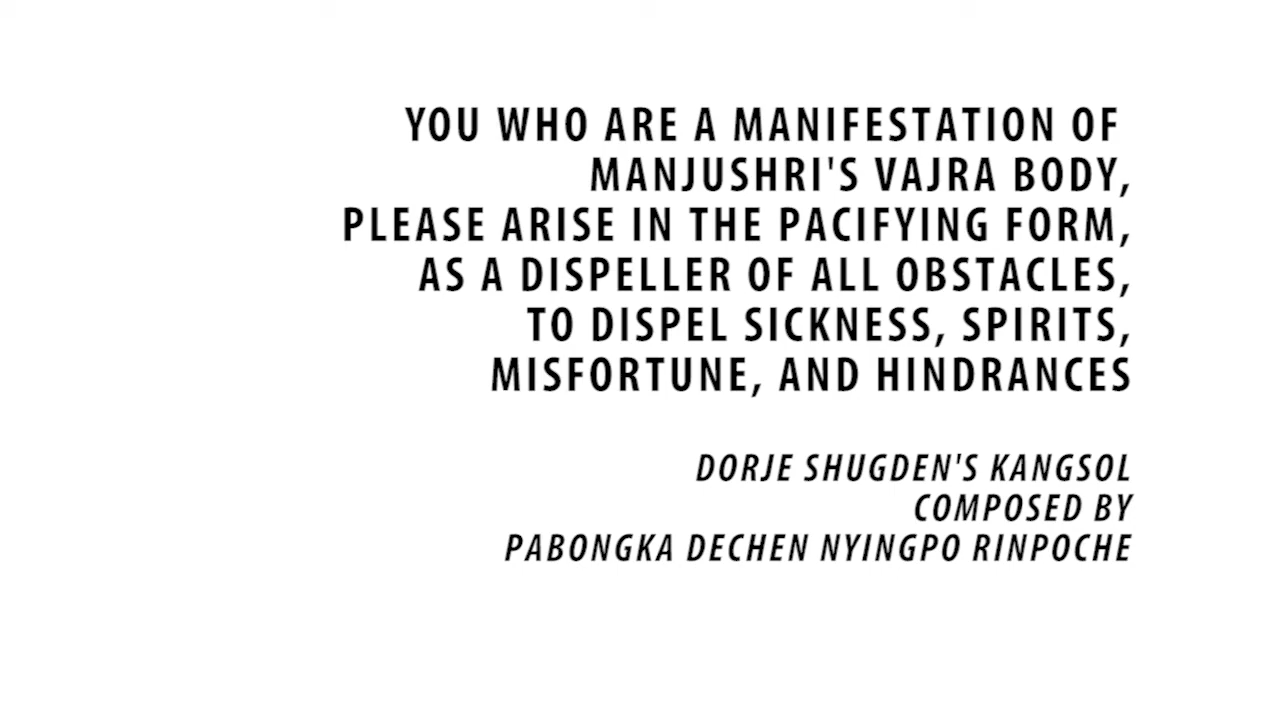 YOU WHO ARE A MANIFESTATION OF
MANJUSHRI'S VAJRA BODY,
PLEASE ARISE IN THE PACIFYING FORM,
AS A DISPELLER OF ALL OBSTACLES,
TO DISPEL SICKNESS, SPIRITS,
MISFORTUNE, AND HINDRANCES
DORJE SHUGDEN'S KANGSOL
COMPOSED BY
PABONGKA DECHEN NYINGPO RINPOCHE